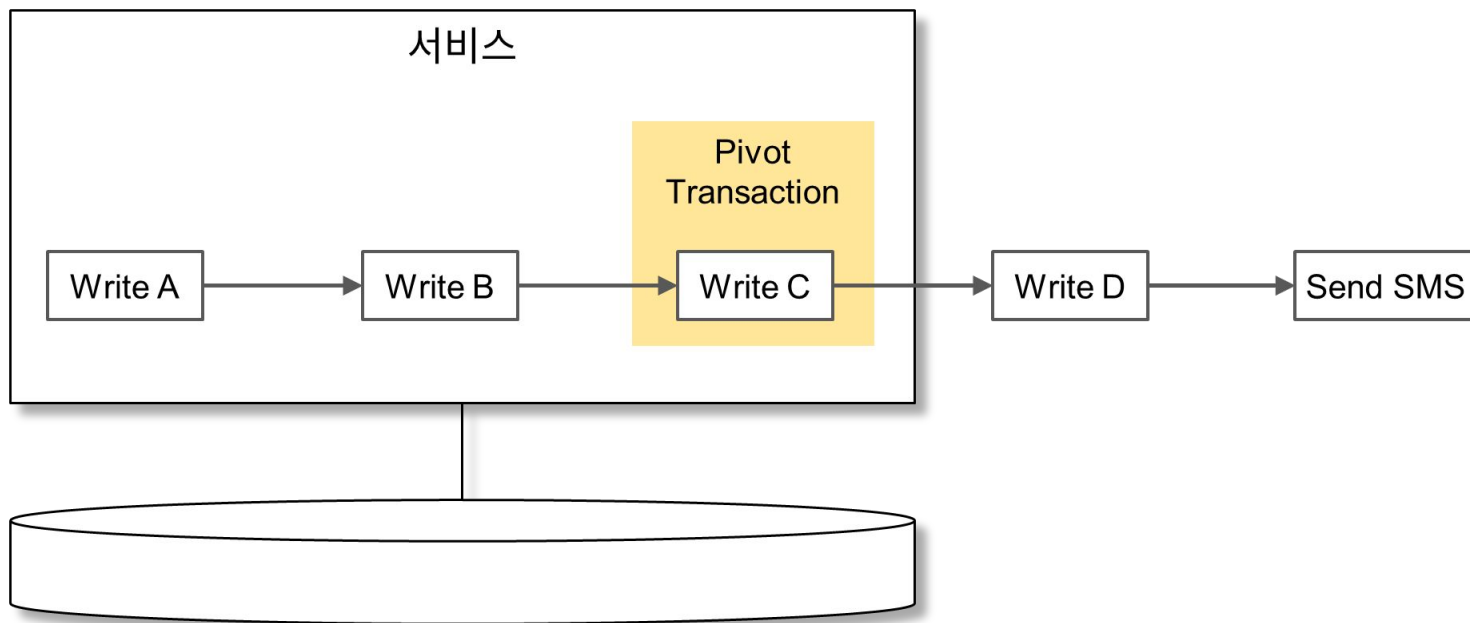 서비스
Pivot
Transaction
Write A
Write B
Write C
Write D
Send SMS